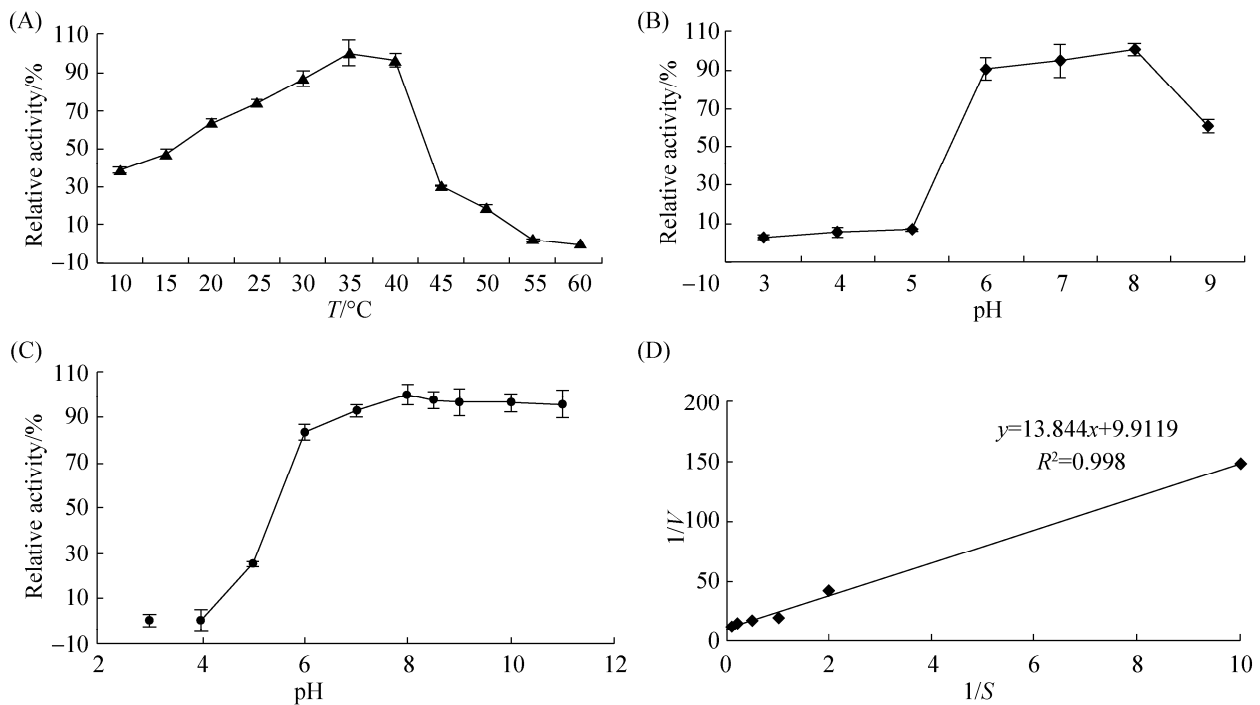 (A)
110
90
70
50
30
10
−10
Relative activity/%
10 15 20 25 30 35 40 45 50 55 60
T/°C
(B)
110
90
70
50
30
10
−10
Relative activity/%
3 4 5 6 7 8 9
pH
(C)
110
90
70
50
30
10
−10
Relative activity/%
2 4 6 8 10 12
pH
(D)
200
150
100
50
0
1/V
y=13.844x+9.9119
R²=0.998
0 2 4 6 8 10
1/S